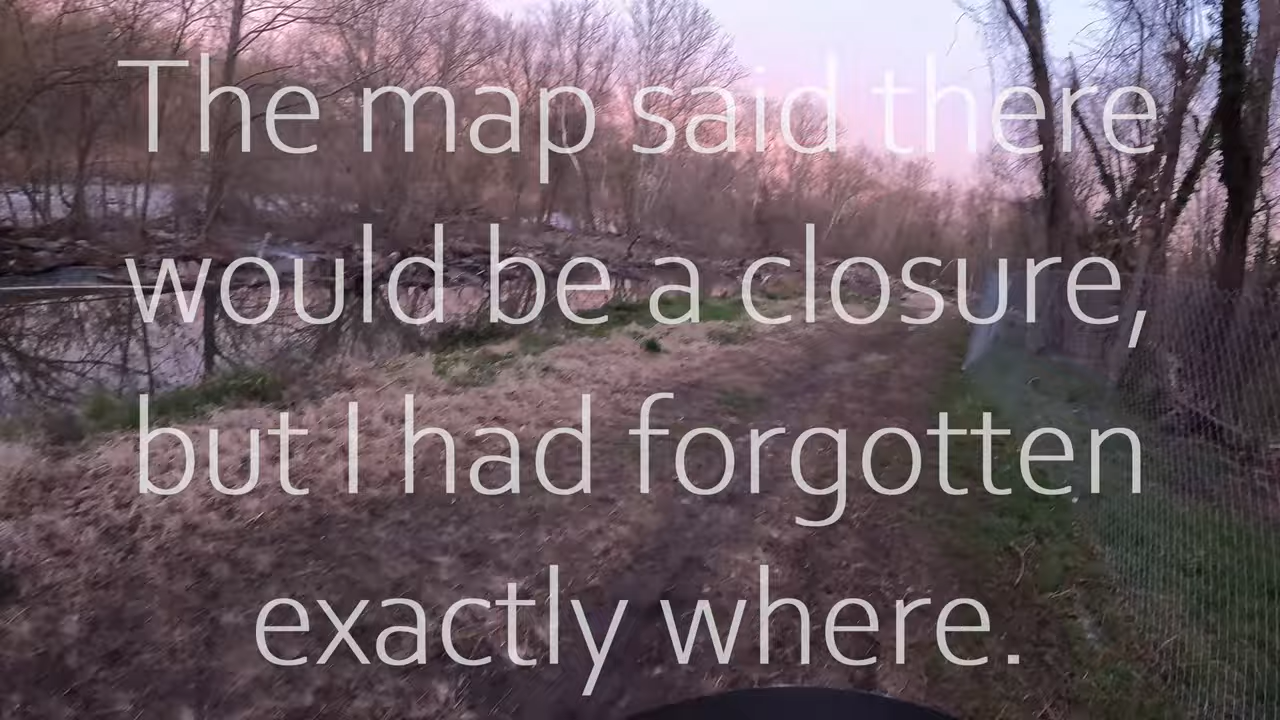 The map said there
would be a closure,
but I had forgotten
exactly where.